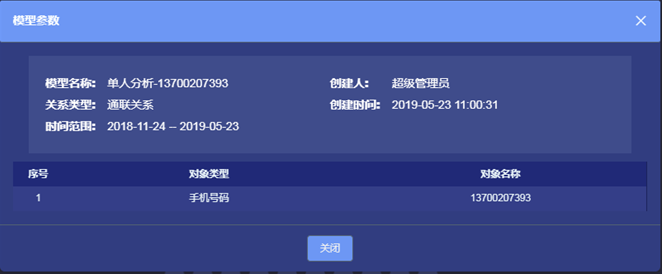 模型参数
模型名称: 单人分析-13700207393 创建人: 超级管理员
关系类型: 通联关系 创建时间: 2019-05-23 11:00:31
时间范围: 2018-11-24 -- 2019-05-23
序号 对象类型 对象名称
1 手机号码 13700207393
关闭